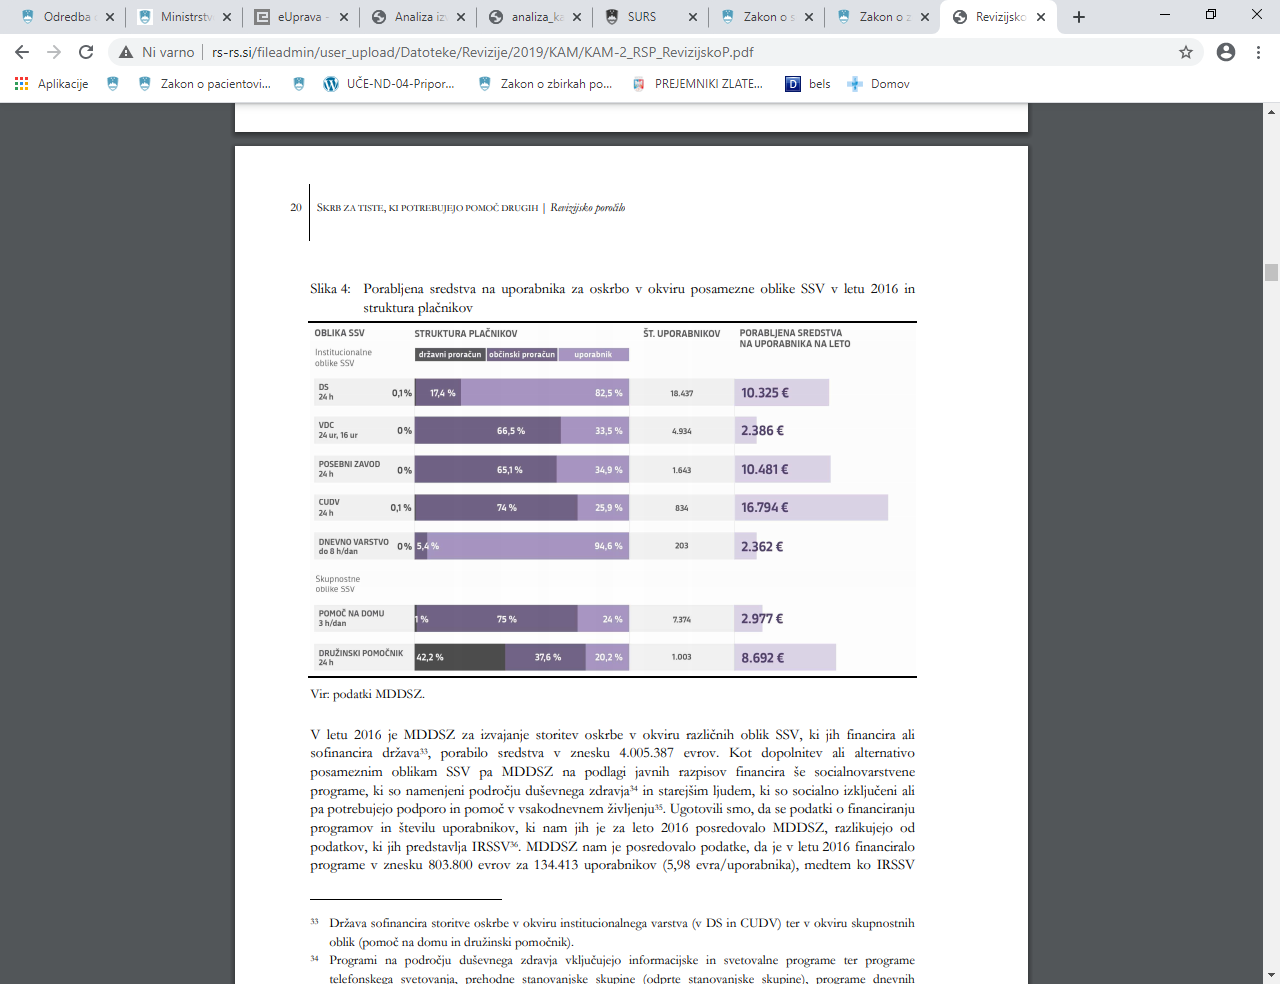 Odredba
Ministrstv
eUprava -
Analiza iz
analiza_ka
SURS
Zakon o s
Zakon o z
Revizijsko
Ni varno | rs-rs.si/fileadmin/user_upload/Datoteke/Revizije/2019/KAM/KAM-2_RSP_RevizijskoP.pdf
Aplikacije
Zakon o pacientovi...
UČE-ND-04-Pripor...
Zakon o zbirkah po...
PREJEMNIKI ZLATE...
D bels
Domov
20 SKRB ZA TISTE, KI POTREBUJEJO POMOČ DRUGIH | Revizijsko poročilo
Slika 4: Porabljena sredstva na uporabnika za oskrbo v okviru posamezne oblike SSV v letu 2016 in
struktura plačnikov
OBLIKA SSV STRUKTURA PLAČNIKOV ŠT. UPORABNIKOV PORABLJENA SREDSTVA
NA UPORABNIKA NA LETO
Institucionalne
oblike SSV
državni proračun občinski proračun uporabnik
DS
24 h
0,1 % 17,4 % 82,5 % 18.437 10.325 €
VDC
24 ur, 16 ur
0 % 66,5 % 33,5 % 4.934 2.386 €
POSEBNI ZAVOD
24 h
0 % 65,1 % 34,9 % 1.643 10.481 €
CUDV
24 h
0,1 % 74 % 25,9 % 834 16.794 €
DNEVNO VARSTVO
do 8 h/dan
0 % 5,4 % 94,6 % 203 2.362 €
Skupnostne
oblike SSV
POMOČ NA DOMU
3 h/dan
1 % 75 % 24 % 7.374 2.977 €
DRUŽINSKI POMOČNIK
24 h
42,2 % 37,6 % 20,2 % 1.003 8.692 €
Vir: podatki MDDSZ.
V letu 2016 je MDDSZ za izvajanje storitev oskrbe v okviru različnih oblik SSV, ki jih financira ali
sofinancira država³³, porabilo sredstva v znesku 4.005.387 evrov. Kot dopolnitev ali alternativo
posameznim oblikam SSV pa MDDSZ na podlagi javnih razpisov financira še socialnovarstvene
programe, ki so namenjeni področju duševnega zdravja³⁴ in starejšim ljudem, ki so socialno izključeni ali
pa potrebujejo podporo in pomoč v vsakodnevnem življenju³⁵. Ugotovili smo, da se podatki o financiranju
programov in številu uporabnikov, ki nam jih je za leto 2016 posredovalo MDDSZ, razlikujejo od
podatkov, ki jih predstavlja IRSSV³⁶. MDDSZ nam je posredovalo podatke, da je v letu 2016 financiralo
programe v znesku 803.800 evrov za 134.413 uporabnikov (5,98 evra/uporabnika), medtem ko IRSSV
³³ Država sofinancira storitve oskrbe v okviru institucionalnega varstva (v DS in CUDV) ter v okviru skupnostnih
oblik (pomoč na domu in družinski pomočnik).
³⁴ Programi na področju duševnega zdravja vključujejo informacijske in svetovalne programe ter programe
telefonskega svetovanja, prehodne stanovanjske skupine (odprte stanovanjske skupine), programe dnevnih